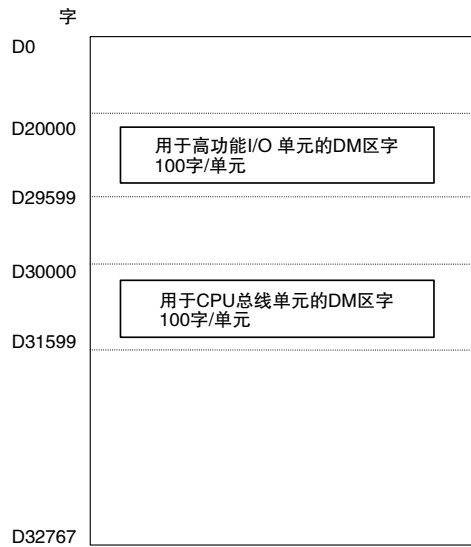 字
D0
D20000
用于高功能I/O 单元的DM区字
100字/单元
D29599
D30000
用于CPU总线单元的DM区字
100字/单元
D31599
D32767